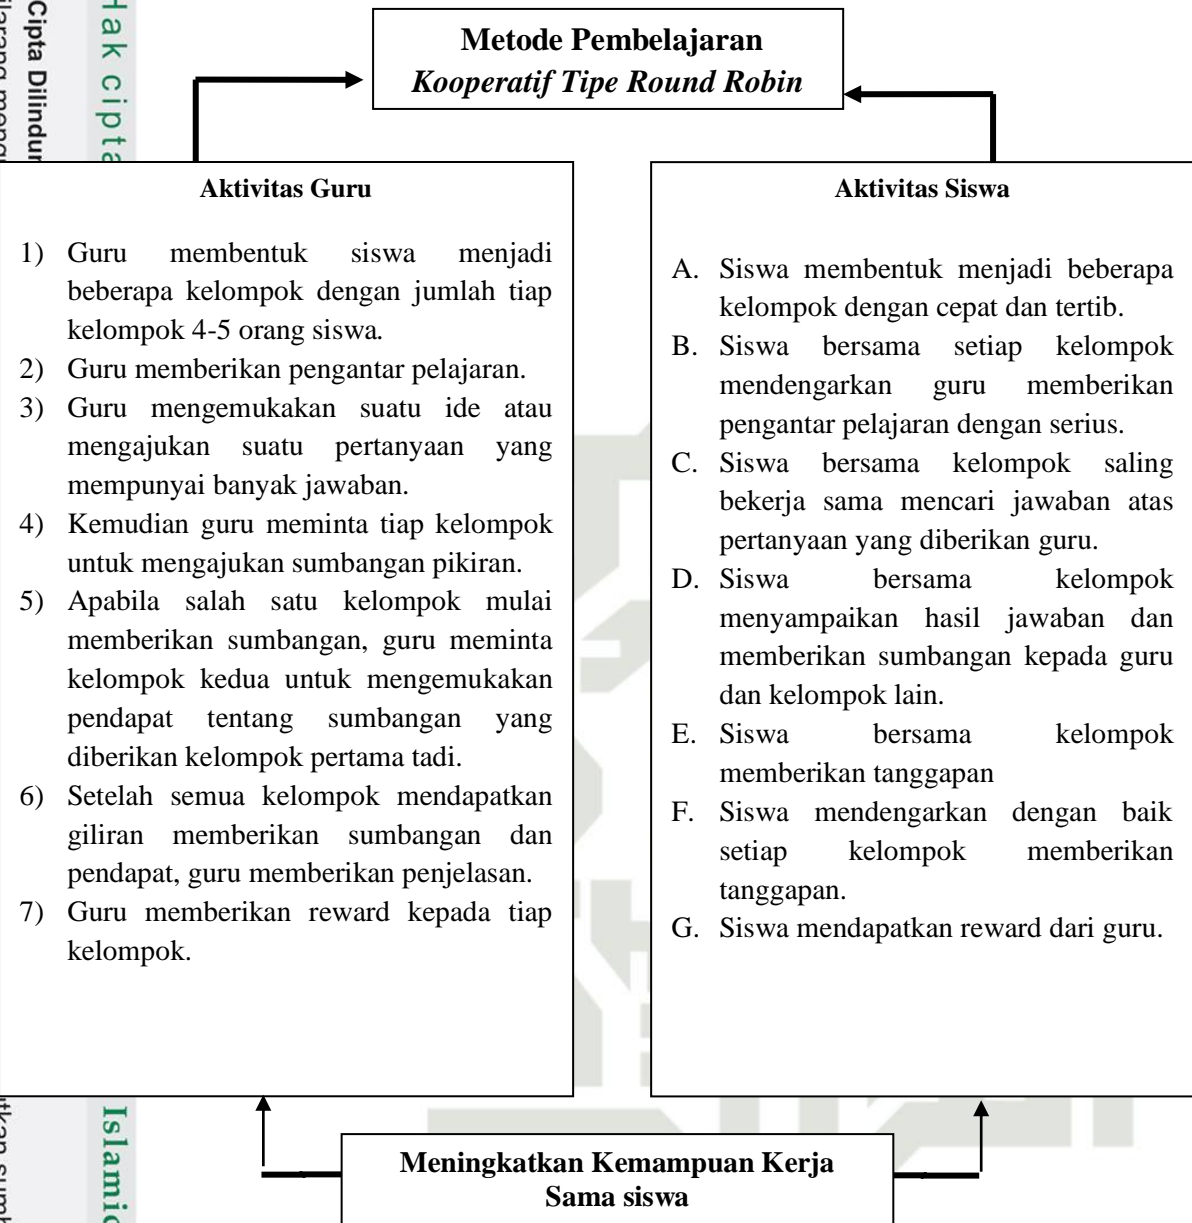 Hak cipta
Cipta Dilindun
Metode Pembelajaran
Kooperatif Tipe Round Robin
Aktivitas Guru
1) Guru membentuk siswa menjadi
beberapa kelompok dengan jumlah tiap
kelompok 4-5 orang siswa.
2) Guru memberikan pengantar pelajaran.
3) Guru mengemukakan suatu ide atau
mengajukan suatu pertanyaan yang
mempunyai banyak jawaban.
4) Kemudian guru meminta tiap kelompok
untuk mengajukan sumbangan pikiran.
5) Apabila salah satu kelompok mulai
memberikan sumbangan, guru meminta
kelompok kedua untuk mengemukakan
pendapat tentang sumbangan yang
diberikan kelompok pertama tadi.
6) Setelah semua kelompok mendapatkan
giliran memberikan sumbangan dan
pendapat, guru memberikan penjelasan.
7) Guru memberikan reward kepada tiap
kelompok.
Aktivitas Siswa
A. Siswa membentuk menjadi beberapa
kelompok dengan cepat dan tertib.
B. Siswa bersama setiap kelompok
mendengarkan guru memberikan
pengantar pelajaran dengan serius.
C. Siswa bersama kelompok saling
bekerja sama mencari jawaban atas
pertanyaan yang diberikan guru.
D. Siswa bersama kelompok
menyampaikan hasil jawaban dan
memberikan sumbangan kepada guru
dan kelompok lain.
E. Siswa bersama kelompok
memberikan tanggapan
F. Siswa mendengarkan dengan baik
setiap kelompok memberikan
tanggapan.
G. Siswa mendapatkan reward dari guru.
Islamic
Meningkatkan Kemampuan Kerja
Sama siswa